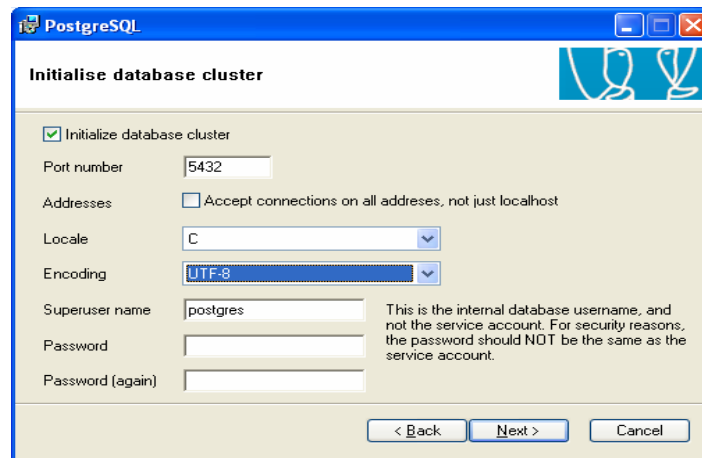 PostgreSQL
Initialise database cluster
Initialize database cluster
Port number 5432
Addresses Accept connections on all addreses, not just localhost
Locale C
Encoding UTF-8
Superuser name postgres
This is the internal database username, and
not the service account. For security reasons,
the password should NOT be the same as the
service account.
Password
Password (again)
< Back Next > Cancel